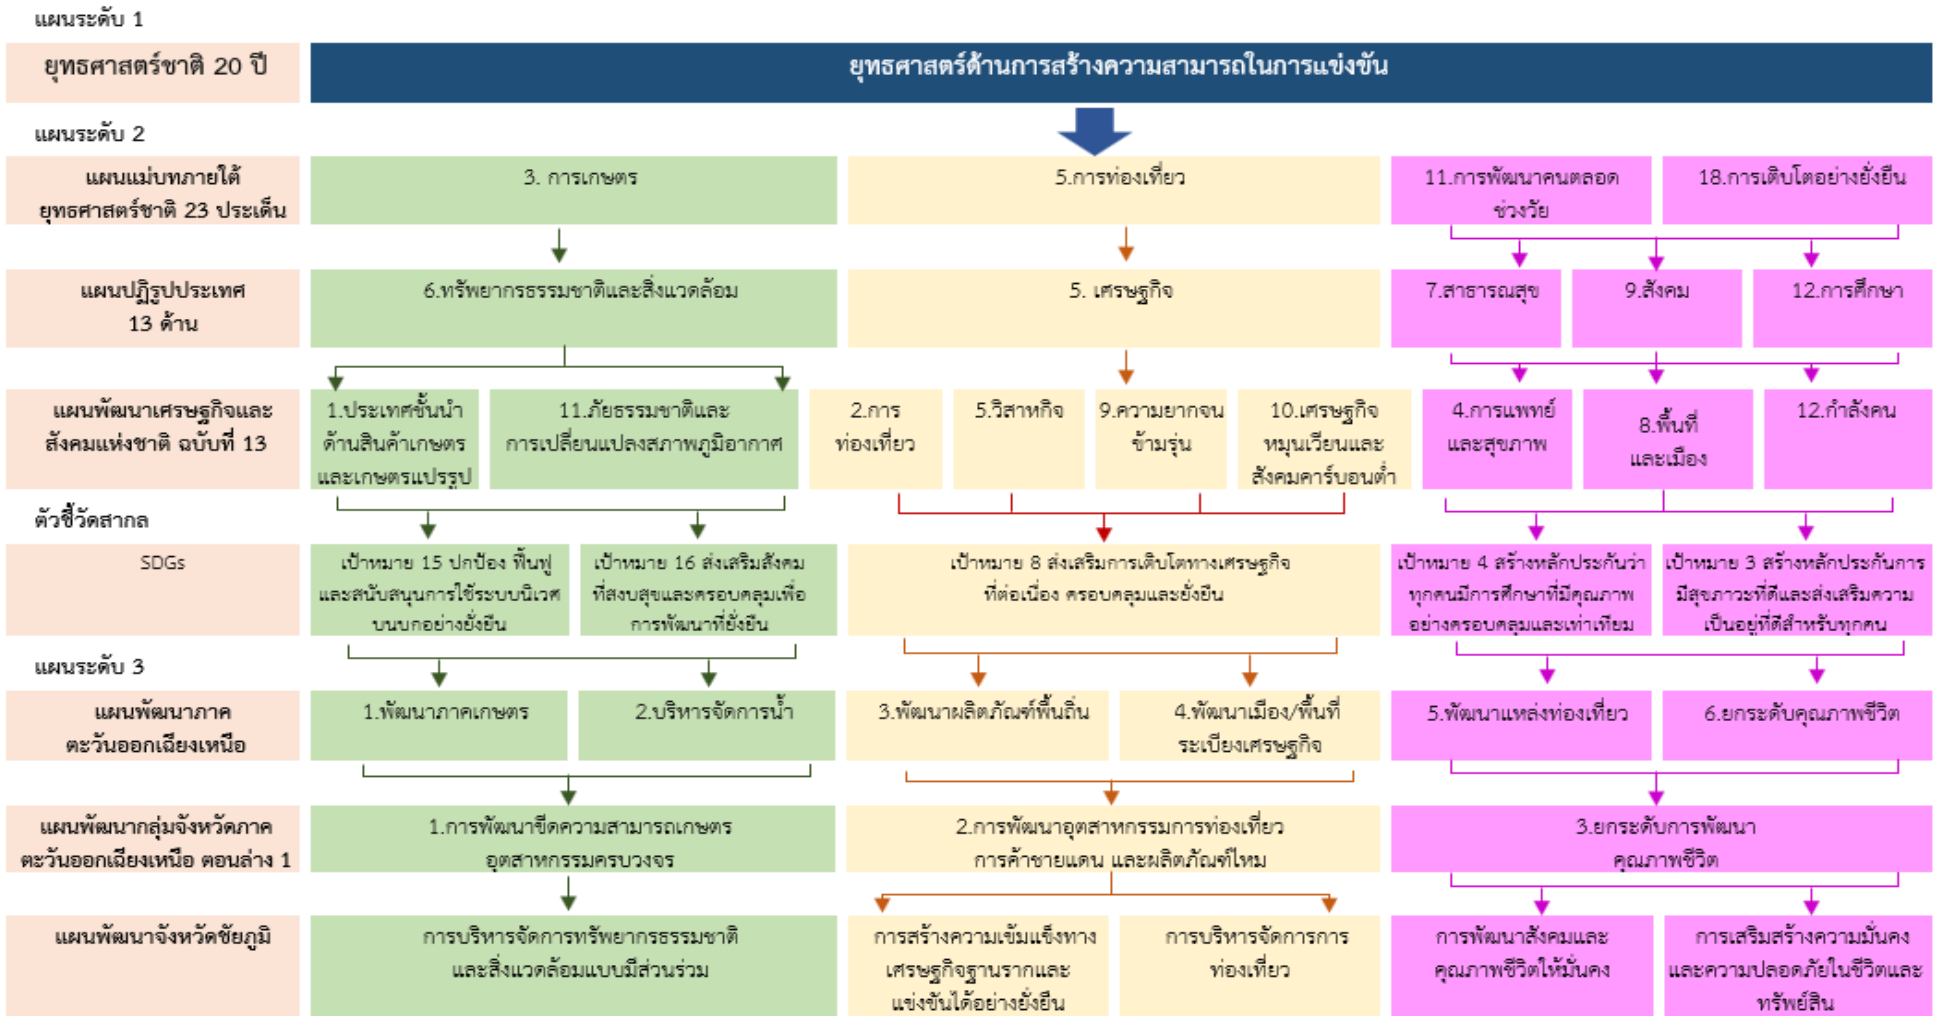 แผนระดับ 1
ยุทธศาสตร์ชาติ 20 ปี
ยุทธศาสตร์ด้านการสร้างความสามารถในการแข่งขัน
แผนระดับ 2
แผนแม่บทภายใต้
ยุทธศาสตร์ชาติ 23 ประเด็น
3. การเกษตร
5.การท่องเที่ยว
11.การพัฒนาคนตลอด
ช่วงวัย
18.การเติบโตอย่างยั่งยืน
แผนปฏิรูปประเทศ
13 ด้าน
6.ทรัพยากรธรรมชาติและสิ่งแวดล้อม
5. เศรษฐกิจ
7.สาธารณสุข
9.สังคม
12.การศึกษา
แผนพัฒนาเศรษฐกิจและ
สังคมแห่งชาติ ฉบับที่ 13
1.ประเทศชั้นนำ
ด้านสินค้าเกษตร
และเกษตรแปรรูป
11.ภัยธรรมชาติและ
การเปลี่ยนแปลงสภาพภูมิอากาศ
2.การ
ท่องเที่ยว
5.วิสาหกิจ
9.ความยากจน
ข้ามรุ่น
10.เศรษฐกิจ
หมุนเวียนและ
สังคมคาร์บอนต่ำ
4.การแพทย์
และสุขภาพ
8.พื้นที่
และเมือง
12.กำลังคน
ตัวชี้วัดสากล
SDGs
เป้าหมาย 15 ปกป้อง ฟื้นฟู
และสนับสนุนการใช้ระบบนิเวศ
บนบกอย่างยั่งยืน
เป้าหมาย 16 ส่งเสริมสังคม
ที่สงบสุขและครอบคลุมเพื่อ
การพัฒนาที่ยั่งยืน
เป้าหมาย 8 ส่งเสริมการเติบโตทางเศรษฐกิจ
ที่ต่อเนื่อง ครอบคลุมและยั่งยืน
เป้าหมาย 4 สร้างหลักประกันว่า
ทุกคนมีการศึกษาที่มีคุณภาพ
อย่างครอบคลุมและเท่าเทียม
เป้าหมาย 3 สร้างหลักประกันการ
มีสุขภาวะที่ดีและส่งเสริมความ
เป็นอยู่ที่ดีสำหรับทุกคน
แผนระดับ 3
แผนพัฒนาภาค
ตะวันออกเฉียงเหนือ
1.พัฒนาภาคเกษตร
2.บริหารจัดการน้ำ
3.พัฒนาผลิตภัณฑ์พื้นถิ่น
4.พัฒนาเมือง/พื้นที่
ระเบียงเศรษฐกิจ
5.พัฒนาแหล่งท่องเที่ยว
6.ยกระดับคุณภาพชีวิต
แผนพัฒนากลุ่มจังหวัดภาค
ตะวันออกเฉียงเหนือ ตอนล่าง 1
1.การพัฒนาขีดความสามารถเกษตร
อุตสาหกรรมครบวงจร
2.การพัฒนาอุตสาหกรรมการท่องเที่ยว
การค้าชายแดน และผลิตภัณฑ์ไหม
3.ยกระดับการพัฒนา
คุณภาพชีวิต
แผนพัฒนาจังหวัดชัยภูมิ
การบริหารจัดการทรัพยากรธรรมชาติ
และสิ่งแวดล้อมแบบมีส่วนร่วม
การสร้างความเข้มแข็งทาง
เศรษฐกิจฐานรากและ
แข่งขันได้อย่างยั่งยืน
การบริหารจัดการการ
ท่องเที่ยว
การพัฒนาสังคมและ
คุณภาพชีวิตให้มั่นคง
การเสริมสร้างความมั่นคง
และความปลอดภัยในชีวิตและ
ทรัพย์สิน